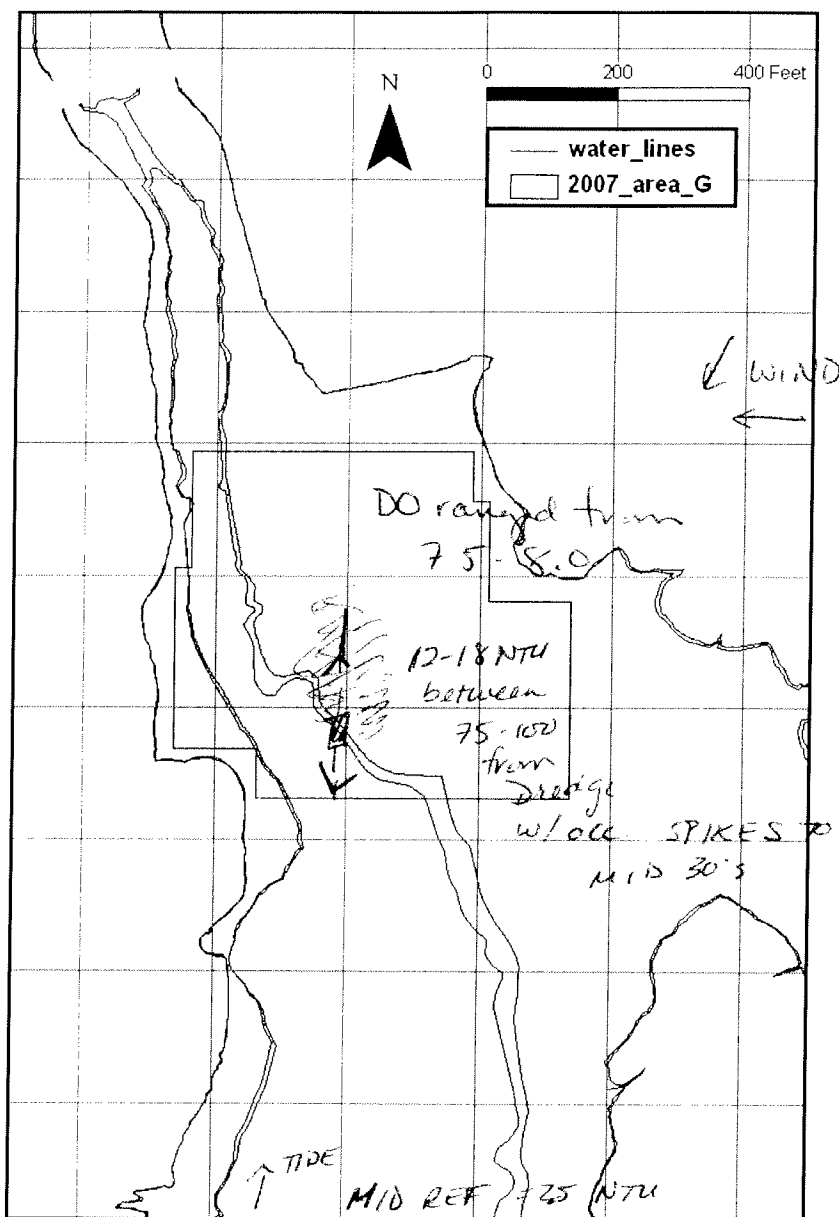 N
0 200 400 Feet
water_lines
2007_area_G
WIND
DO ranged from
7 5 - 8.0
12-18 NTU
between
75-100
from
Dredge
w/ occ. SPIKES TO
MID 30's
TIDE
MID REF NTU